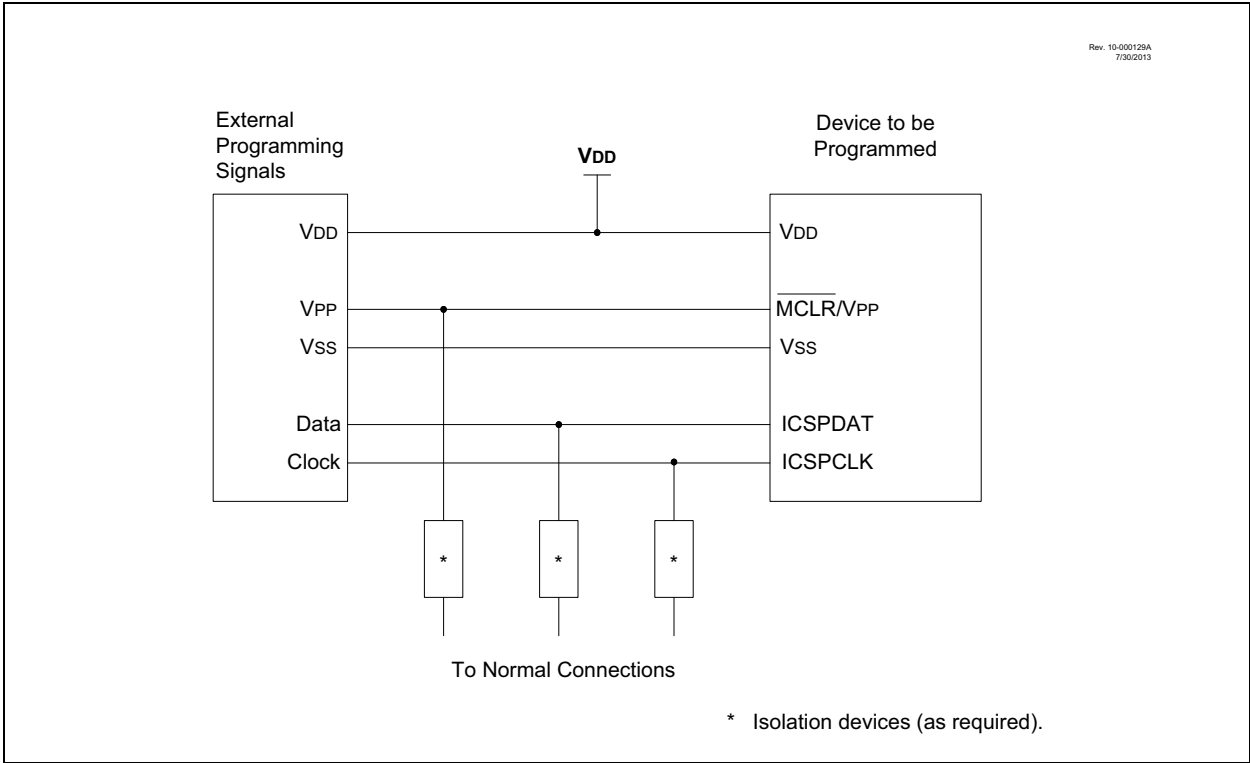 Rev. 10-000129A
7/30/2013
External
Programming
Signals
VDD
Device to be
Programmed
VDD
VPP
VSS
Data
Clock
VDD
MCLR/VPP
VSS
ICSPDAT
ICSPCLK
*
*
*
To Normal Connections
* Isolation devices (as required).